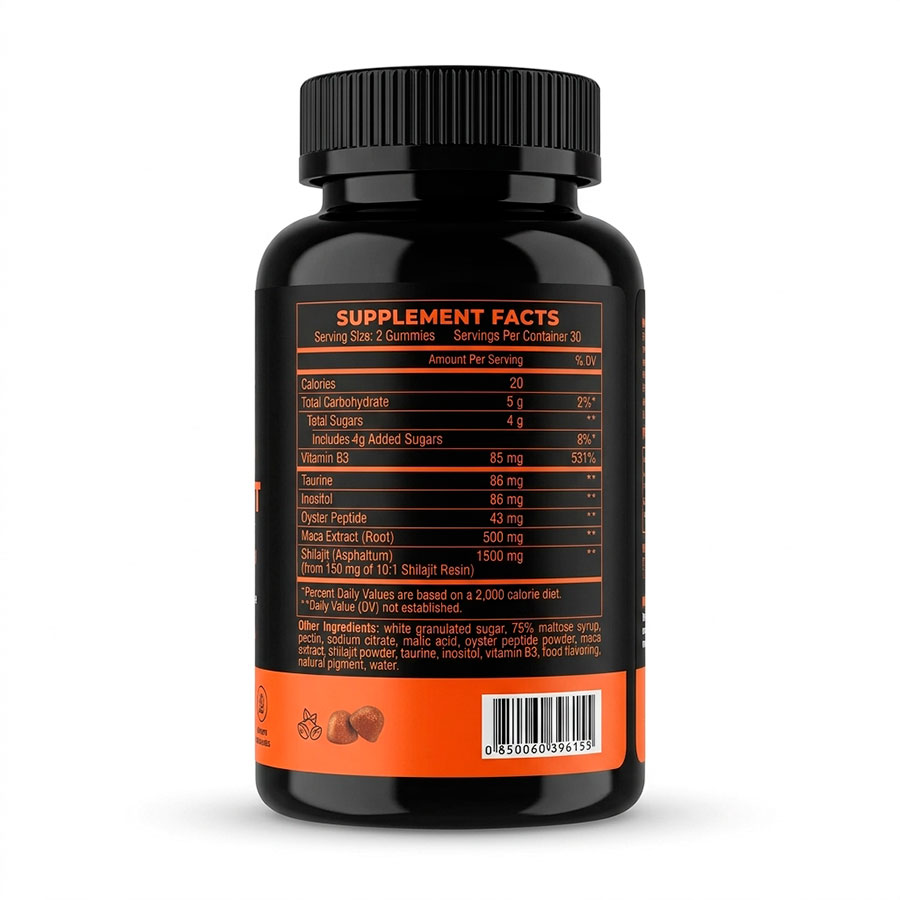 SUPPLEMENT FACTS
Serving SIze: 2 Gummies Servings Per Container 30
Amount Per Serving %.DV
Calories 20
Total Carbohydrate 5 g 2%*
Total Sugars 4 g **
Includes 4g Added Sugars 8%*
Vitamin B3 85 mg 531%
Taurine 86 mg **
Inositol 86 mg **
Oyster Peptide 43 mg **
Maca Extract (Root) 500 mg **
Shilajit (Asphaltum) 1500 mg **
(from 150 mg of 10:1 Shilajit Resin)
*Percent Daily Values are based on a 2,000 calorie diet.
**Daily Value (DV) not established.
Other Ingredients: white granulated sugar, 75% maltose syrup,
pectin, sodium citrate, malic acid, oyster peptide powder, maca
extract, shilajit powder, taurine, inositol, vitamin B3, food flavoring,
natural pigment, water.
T
0 850060 396155